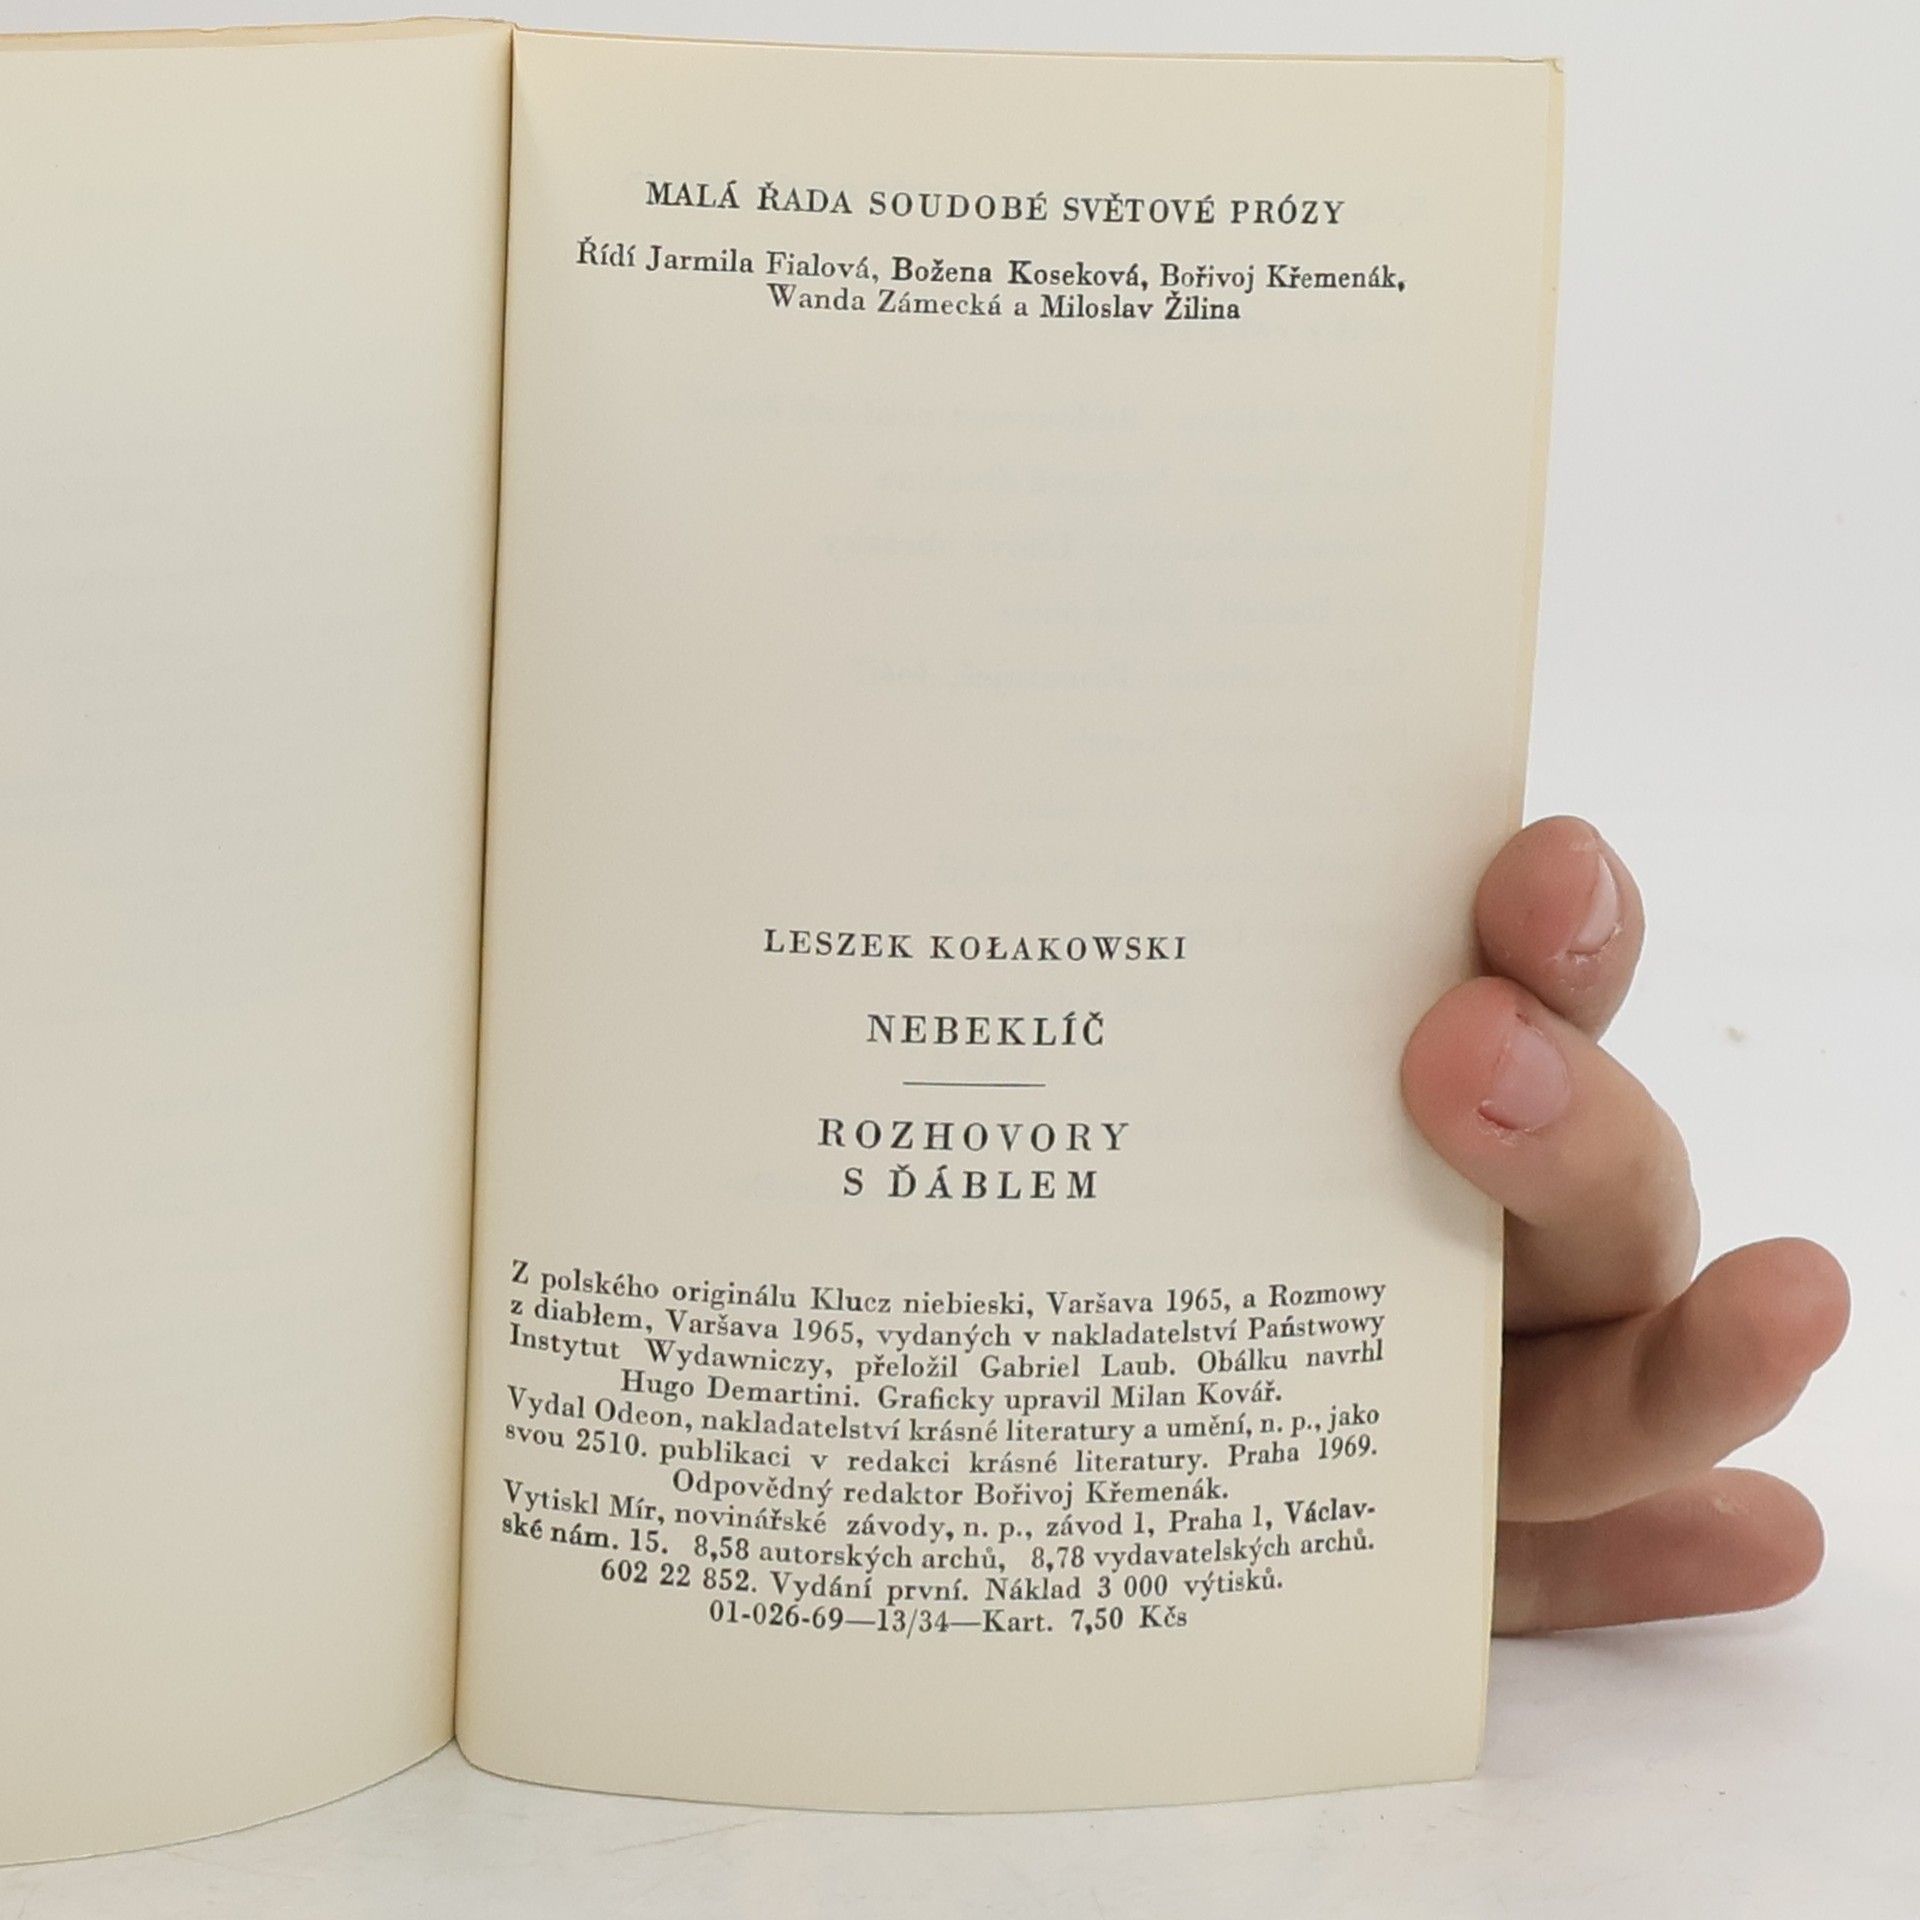 MALÁ ŘADA SOUDOBÉ SVĚTOVÉ PRÓZY
Řídí Jarmila Fialová, Božena Koseková, Bořivoj Křemenák,
Wanda Zámecká a Miloslav Žilina
LESZEK KOŁAKOWSKI
NEBEKLÍČ
ROZHOVORY
S ĎÁBLEM
Z polského originálu Klucz niebieski, Varšava 1965, a Rozmowy
z diabłem, Varšava 1965, vydaných v nakladatelství Państwowy
Instytut Wydawniczy, přeložil Gabriel Laub. Obálku navrhl
Hugo Demartini. Graficky upravil Milan Kovář.
Vydal Odeon, nakladatelství krásné literatury a umění, n. p., jako
svou 2510. publikaci v redakci krásné literatury. Praha 1969.
Odpovědný redaktor Bořivoj Křemenák.
Vytiskl Mír, novinářské závody, n. p., závod 1, Praha 1, Václav-
ské nám. 15. 8,58 autorských archů, 8,78 vydavatelských archů.
602 22 852. Vydání první. Náklad 3 000 výtisků.
01-026-69—13/34—Kart. 7,50 Kčs